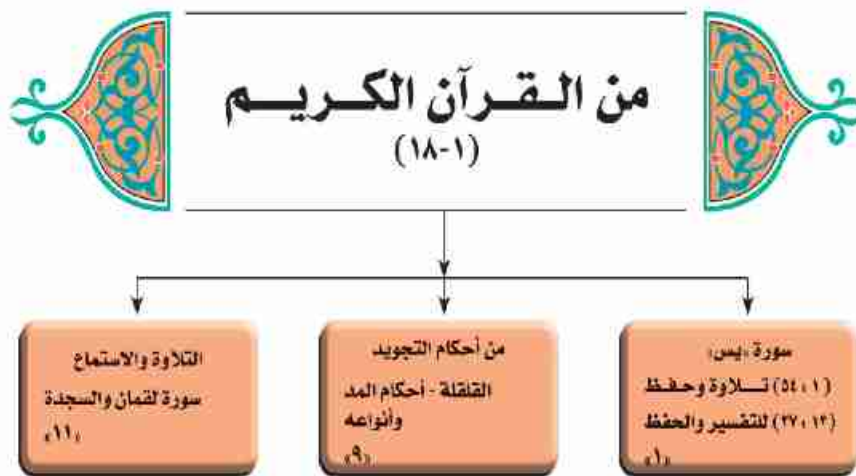 من القرآن الكريم
(١-١٨)
سورة «يس»
(١ ، ٥٤) تلاوة وحفظ
(١٣ ، ٢٧) للتفسير والحفظ
«١»
من أحكام التجويد
القلقلة - أحكام المد
وأنواعه
«٩»
التلاوة والاستماع
سورة لقمان والسجدة
«١١»